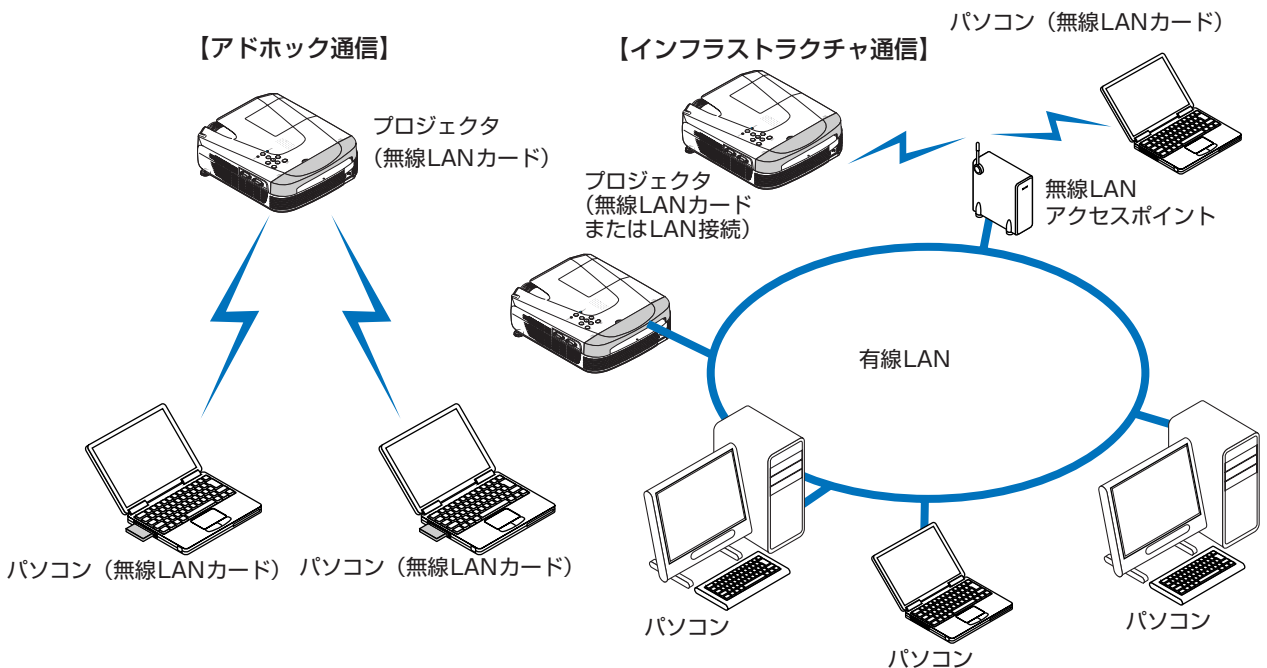 【アドホック通信】
プロジェクタ
（無線LANカード）
パソコン（無線LANカード）
パソコン（無線LANカード）
【インフラストラクチャ通信】
パソコン（無線LANカード）
プロジェクタ
（無線LANカード
またはLAN接続）
無線LAN
アクセスポイント
有線LAN
パソコン
パソコン
パソコン